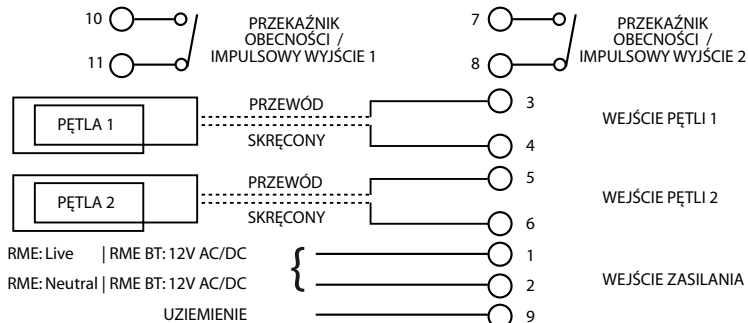 10
PRZEKAŹNIK
OBECNOŚCI /
IMPULSOWY WYJŚCIE 1
11
7
PRZEKAŹNIK
OBECNOŚCI /
IMPULSOWY WYJŚCIE 2
8
PĘTLA 1
PRZEWÓD
SKRĘCONY
3
4
WEJŚCIE PĘTLI 1
PĘTLA 2
PRZEWÓD
SKRĘCONY
5
6
WEJŚCIE PĘTLI 2
RME: Live | RME BT: 12V AC/DC
1
RME: Neutral | RME BT: 12V AC/DC
2
WEJŚCIE ZASILANIA
UZIEMIENIE
9